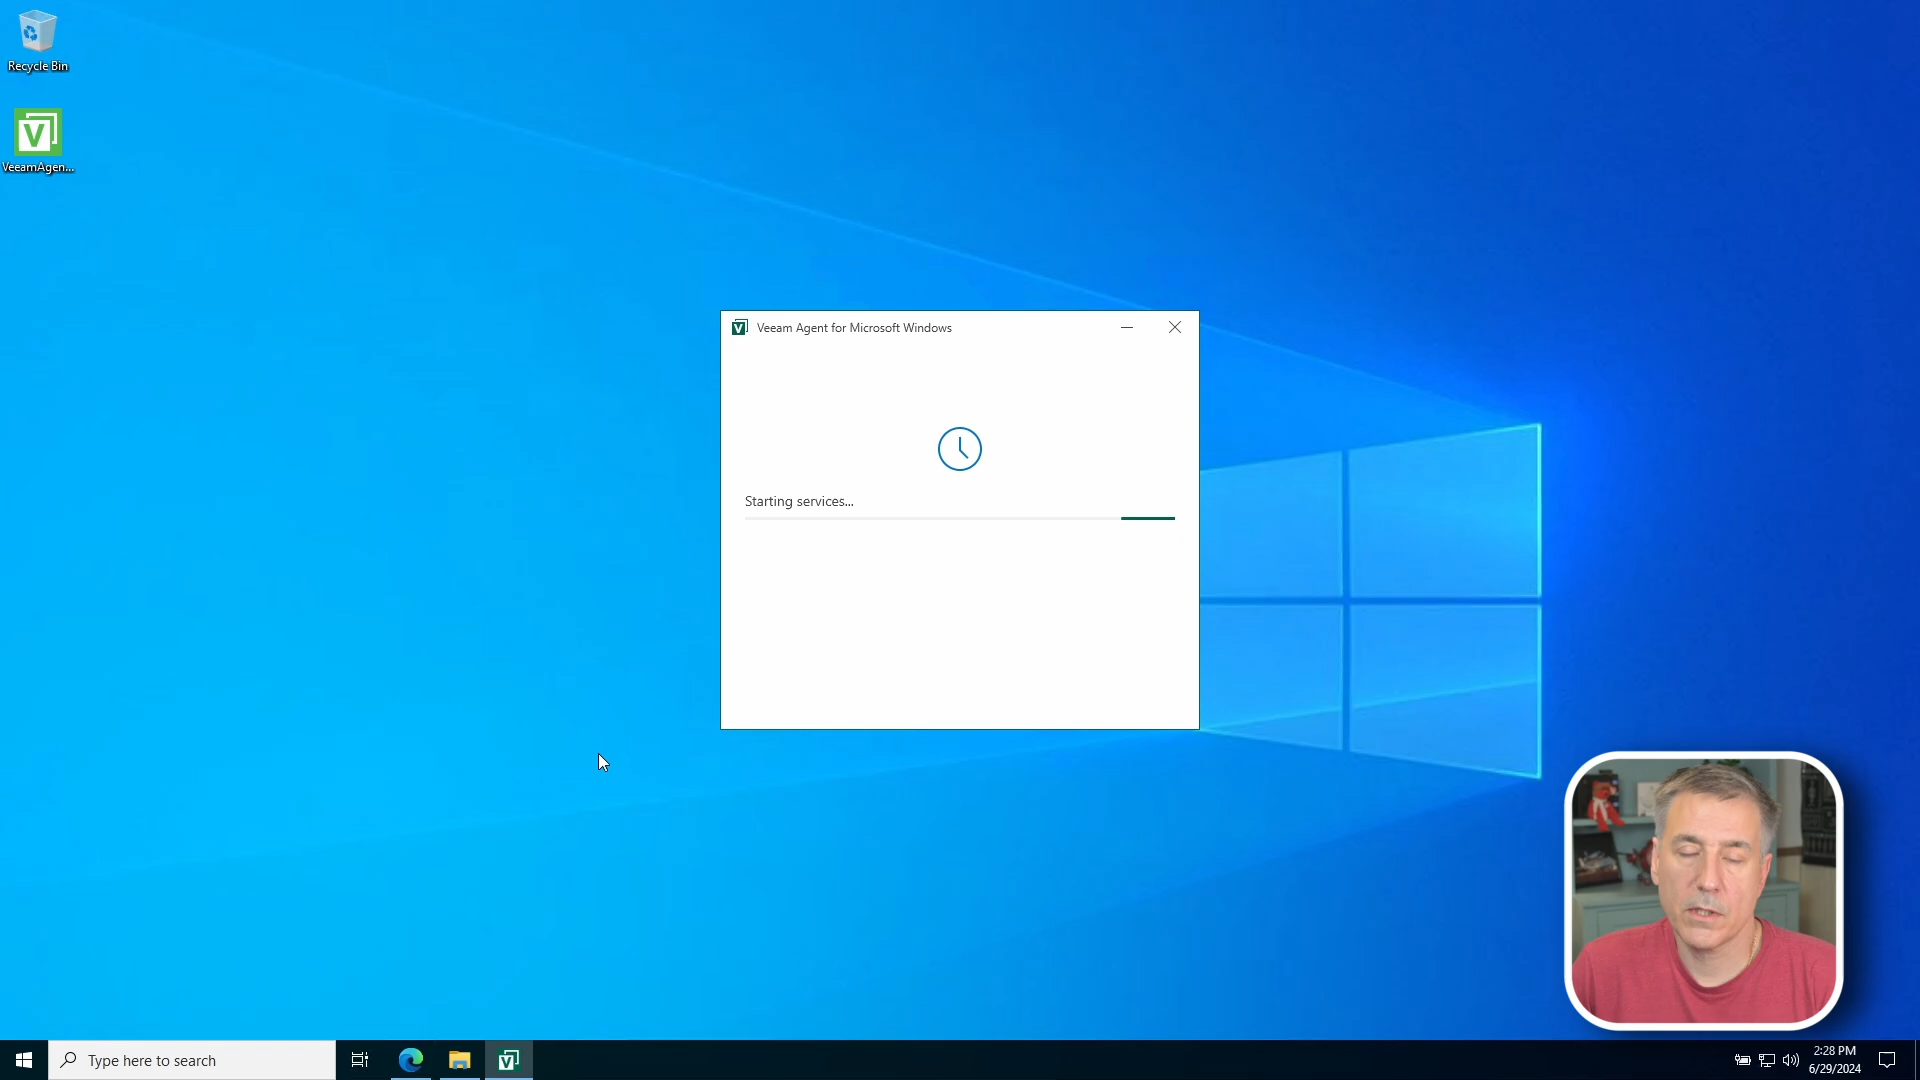 Recycle Bin
VeeamAgen...
Veeam Agent for Microsoft Windows
Starting services...
Type here to search
2:28 PM
6/29/2024